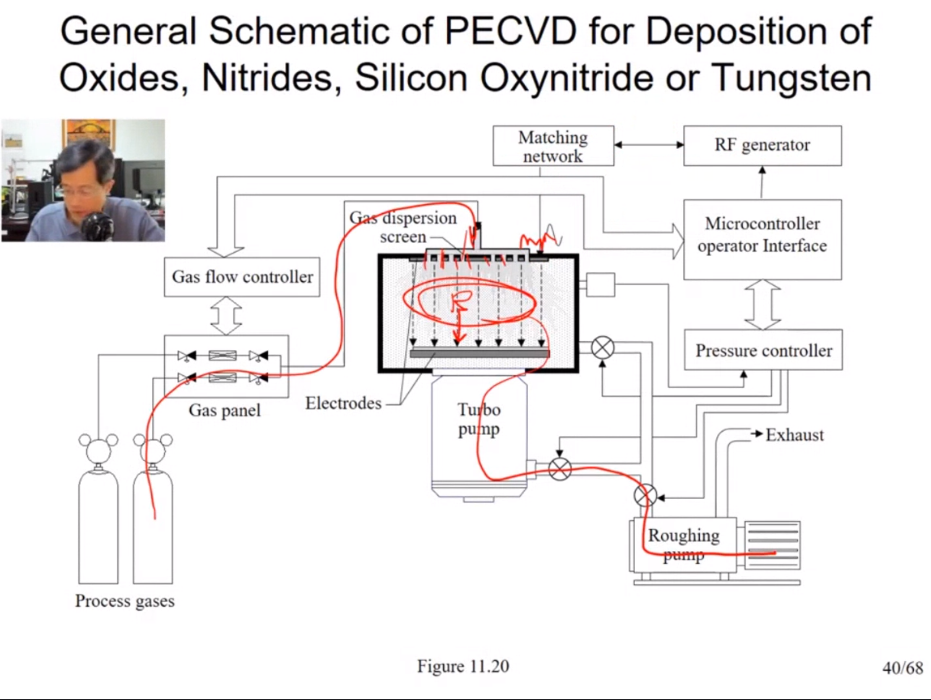 General Schematic of PECVD for Deposition of
Oxides, Nitrides, Silicon Oxynitride or Tungsten
Matching
network
RF generator
Gas dispersion
screen
Microcontroller
operator Interface
Gas flow controller
Pressure controller
Electrodes
Gas panel
Turbo
pump
Exhaust
Roughing
pump
Process gases
Figure 11.20
40/68